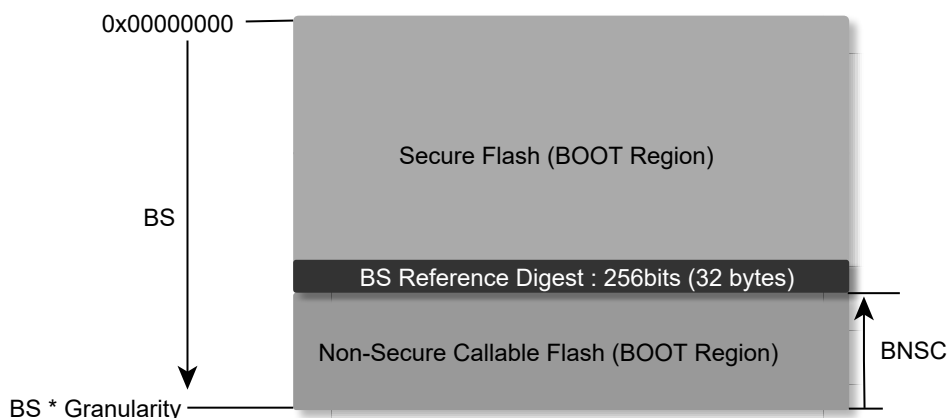 0x00000000
Secure Flash (BOOT Region)
BS
BS Reference Digest : 256bits (32 bytes)
Non-Secure Callable Flash (BOOT Region)
BNSC
BS * Granularity